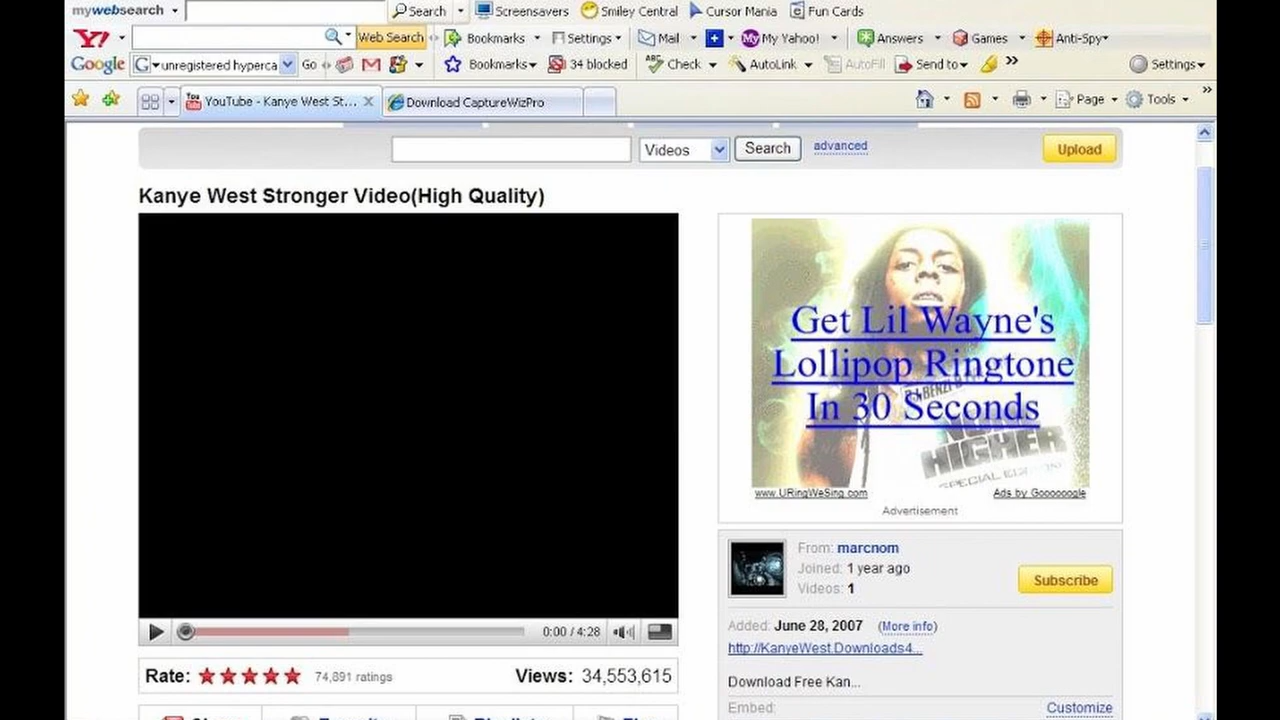 mywebsearch Search Screensavers Smiley Central Cursor Mania Fun Cards
Y! Web Search Bookmarks Settings Mail My Yahoo! Answers Games Anti-Spy
Google G unregistered hyperca Go Bookmarks 34 blocked Check AutoLink AutoFill Send to Settings
YouTube - Kanye West St... Download CaptureWizPro Page Tools
Videos Search advanced Upload
Kanye West Stronger Video(High Quality)
Get Lil Wayne's
Lollipop Ringtone
In 30 Seconds
HIGHER
SPECIAL
www.URingWeSing.com Ads by Goooooogle
Advertisement
From: marcnom
Joined: 1 year ago
Videos: 1
Subscribe
Added: June 28, 2007 (More info)
http://KanyeWest.Downloads4...
Download Free Kan...
Embed: Customize
0:00 / 4:28
Rate: 74,891 ratings Views: 34,553,615